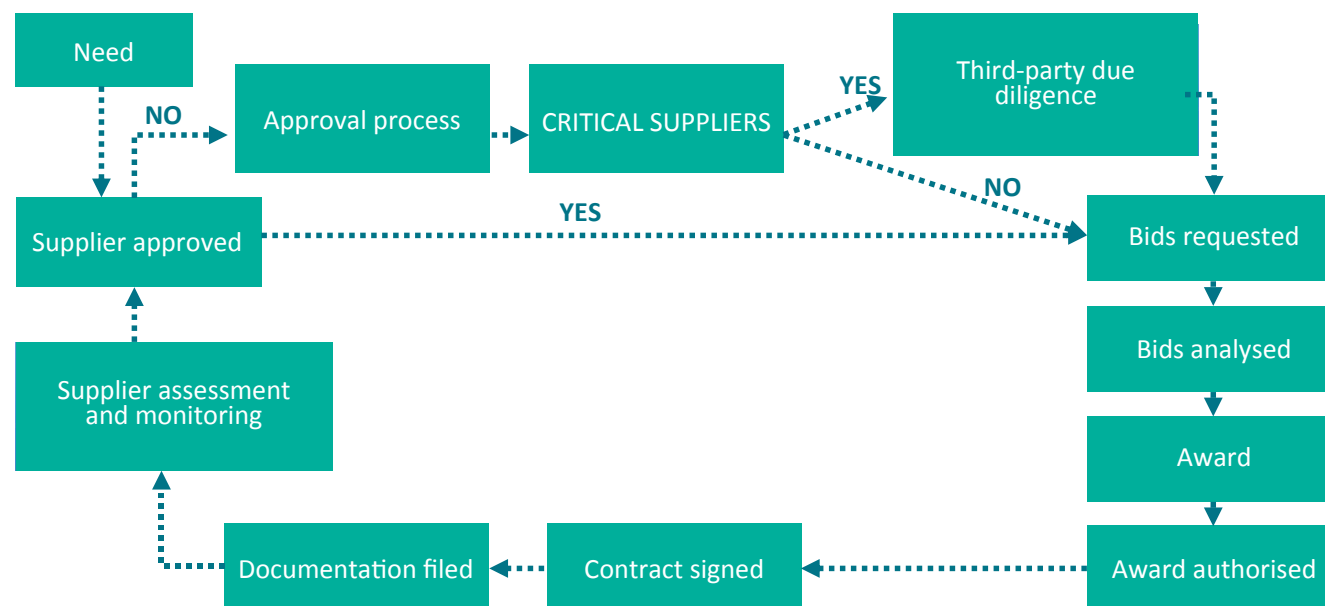 Need
NO
Approval process
CRITICAL SUPPLIERS
YES
Third-party due
diligence
NO
Supplier approved
YES
Bids requested
Bids analysed
Supplier assessment
and monitoring
Award
Documentation filed
Contract signed
Award authorised